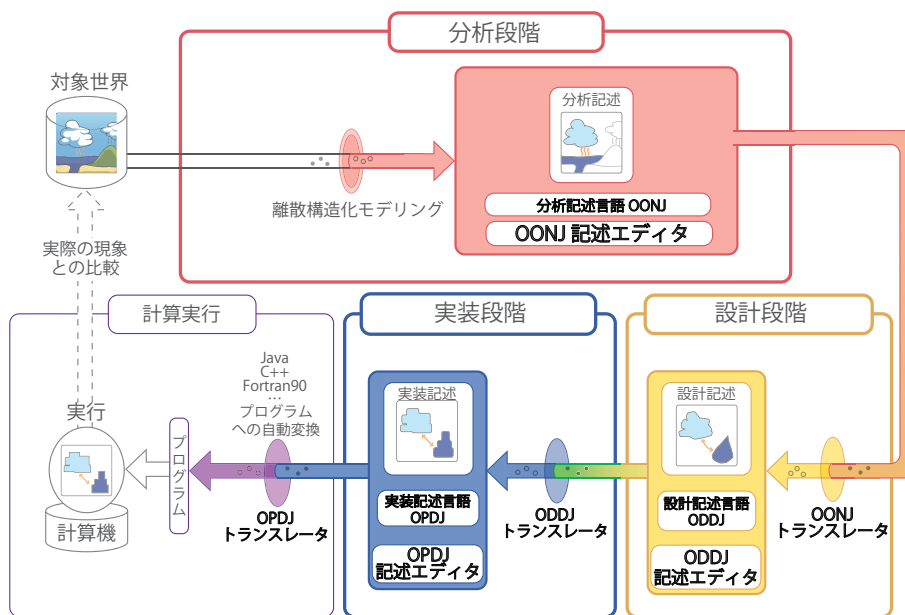 分析段階
対象世界
分析記述
離散構造化モデリング
分析記述言語 OONJ
OONJ 記述エディタ
実際の現象
との比較
計算実行
実装段階
設計段階
Java
C++
Fortran90
…
プログラム
への自動変換
実装記述
設計記述
実行
プログラム
実装記述言語
OPDJ
設計記述言語
ODDJ
計算機
OPDJ
トランスレータ
ODDJ
トランスレータ
OONJ
トランスレータ
OPDJ
記述エディタ
ODDJ
記述エディタ